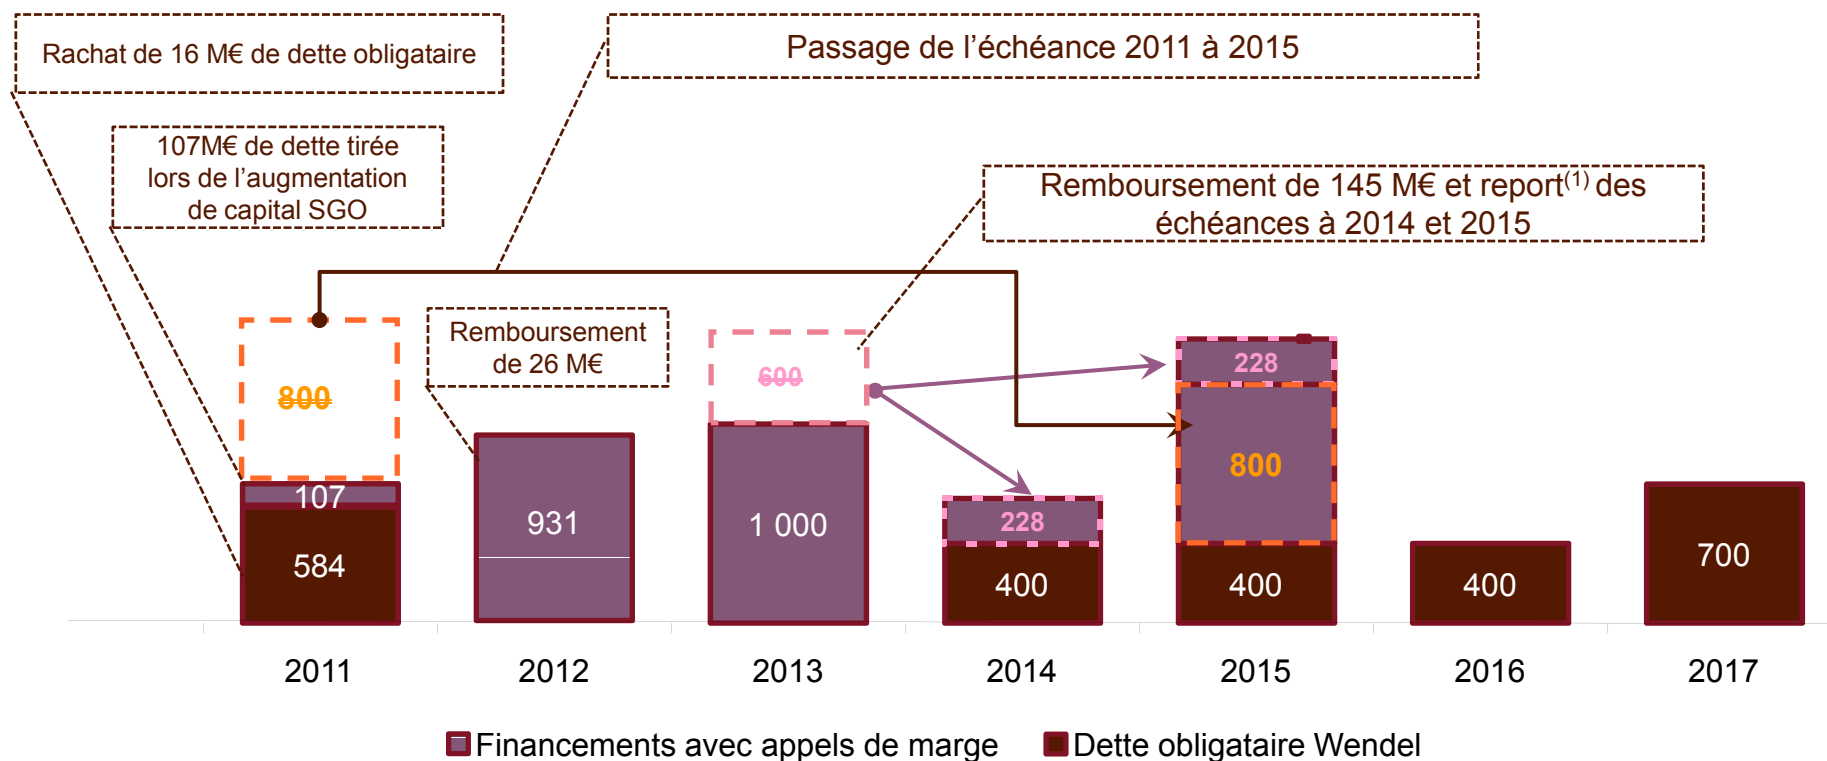 Rachat de 16 M€ de dette obligataire
Passage de l’échéance 2011 à 2015
107M€ de dette tirée
lors de l’augmentation
de capital SGO
Remboursement de 145 M€ et report(1) des
échéances à 2014 et 2015
Remboursement
de 26 M€
800
600
228
800
107
584
931
1 000
228
400
400
400
700
2011
2012
2013
2014
2015
2016
2017
Financements avec appels de marge
Dette obligataire Wendel